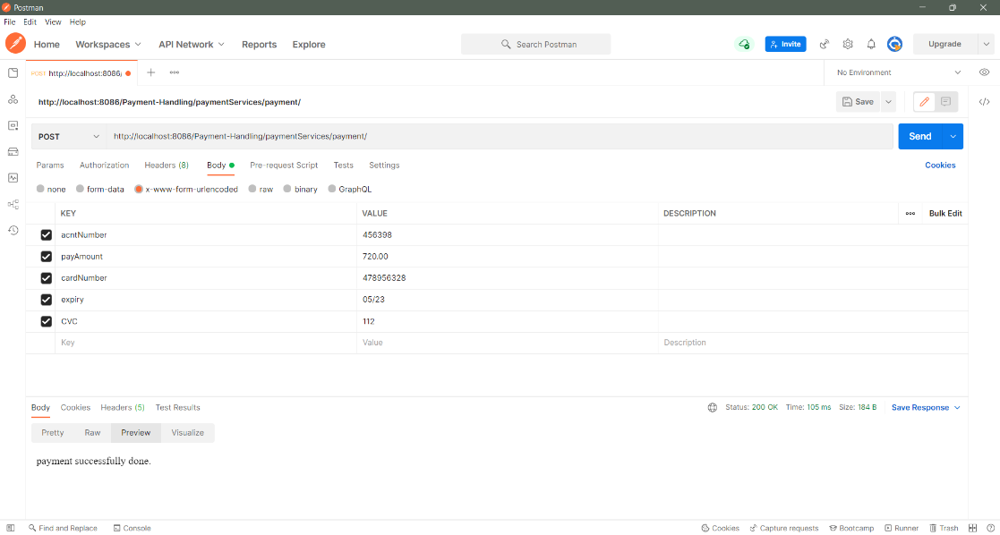 Postman
File Edit View Help
Home Workspaces API Network Reports Explore Search Postman Invite Upgrade
POST http://localhost:8086/ No Environment
http://localhost:8086/Payment-Handling/paymentServices/payment/ Save
POST http://localhost:8086/Payment-Handling/paymentServices/payment/ Send
Params Authorization Headers (8) Body Pre-request Script Tests Settings Cookies
none form-data x-www-form-urlencoded raw binary GraphQL
KEY VALUE DESCRIPTION Bulk Edit
acntNumber 456398
payAmount 720.00
cardNumber 478956328
expiry 05/23
CVC 112
Key Value Description
Body Cookies Headers (5) Test Results Status: 200 OK Time: 105 ms Size: 184 B Save Response
Pretty Raw Preview Visualize
payment successfully done.
Find and Replace Console Cookies Capture requests Bootcamp Runner Trash